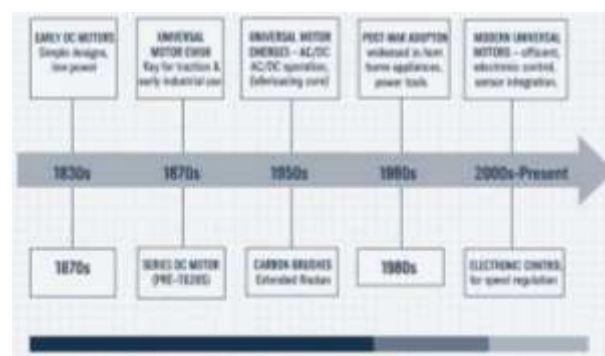 EARLY DC MOTORS
Simple designs,
low power
UNIVERSAL
MOTOR
Key for traction &
early industrial use
UNIVERSAL MOTOR
EMERGES – AC/DC
AC/DC operation,
core)
POST-WAR ADOPTION
widespread in
home appliances,
power tools
MODERN UNIVERSAL
MOTORS – efficient,
electronic control,
sensor integration.
1830s
1870s
1950s
1980s
2000s-Present
1870s
SERIES DC MOTOR
CARBON BRUSHES
Extended
1980s
ELECTRONIC CONTROL
for speed regulation